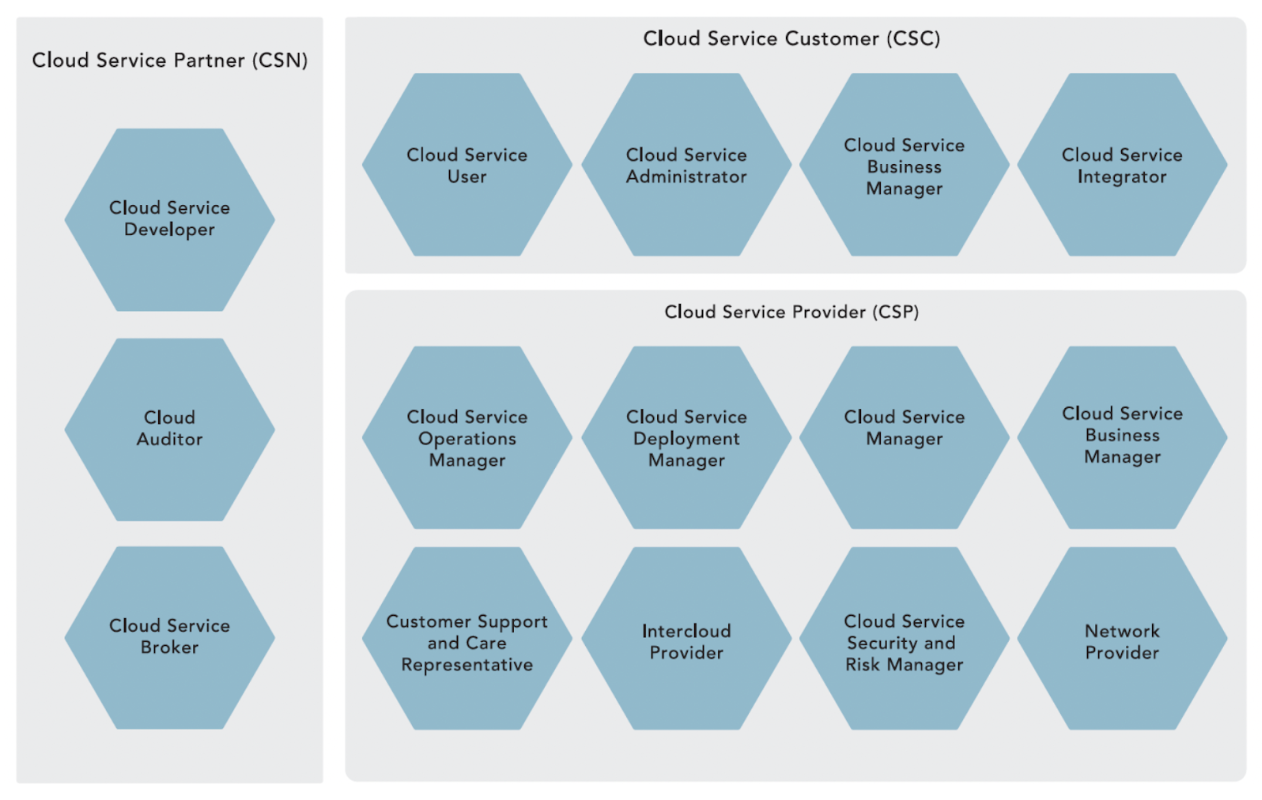 Cloud Service Partner (CSN)
Cloud Service
Developer
Cloud
Auditor
Cloud Service
Broker
Cloud Service Customer (CSC)
Cloud Service
User
Cloud Service
Administrator
Cloud Service
Business
Manager
Cloud Service
Integrator
Cloud Service Provider (CSP)
Cloud Service
Operations
Manager
Cloud Service
Deployment
Manager
Cloud Service
Manager
Cloud Service
Business
Manager
Customer Support
and Care
Representative
Intercloud
Provider
Cloud Service
Security and
Risk Manager
Network
Provider